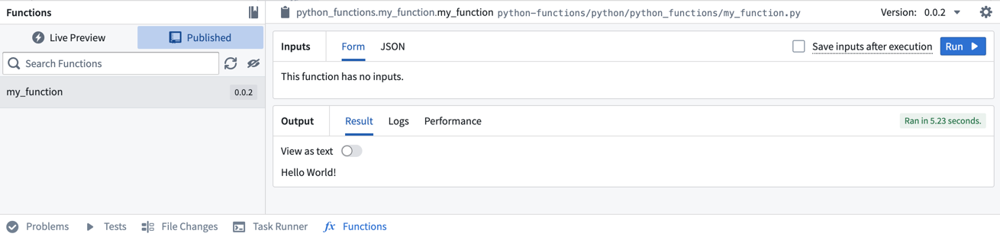 Functions
Live Preview
Published
Search Functions
my_function 0.0.2
python_functions.my_function.my_function python-functions/python/python_functions/my_function.py Version: 0.0.2
Inputs Form JSON Save inputs after execution Run
This function has no inputs.
Output Result Logs Performance Ran in 5.23 seconds.
View as text
Hello World!
Problems Tests File Changes Task Runner fx Functions